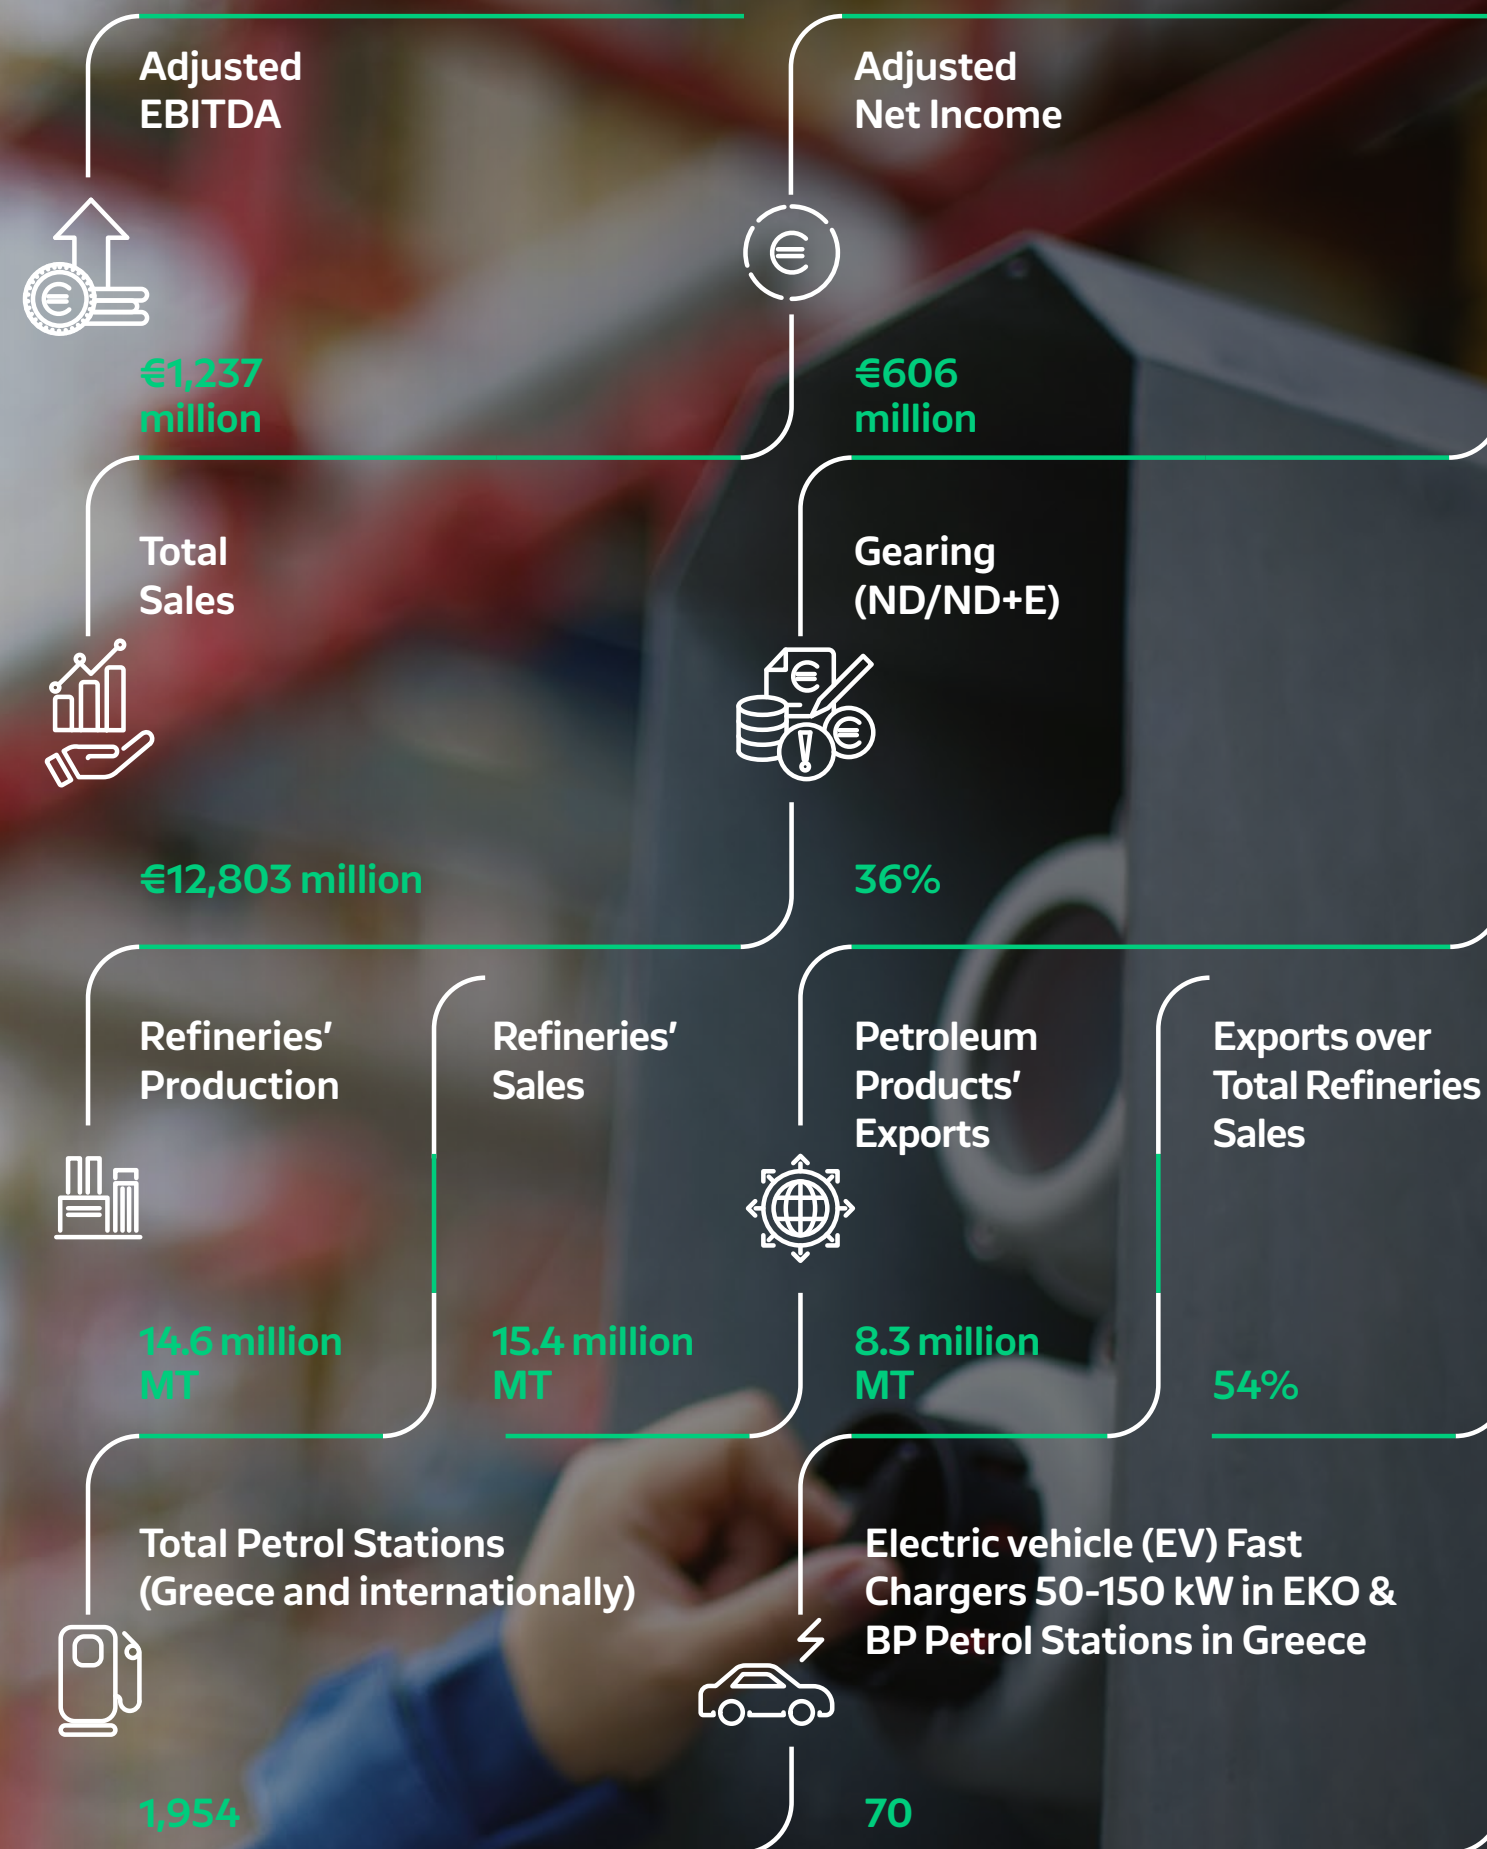 Adjusted
EBITDA
€1,237
million
Adjusted
Net Income
€606
million
Total
Sales
€12,803 million
Gearing
(ND/ND+E)
36%
Refineries’
Production
14.6 million
MT
Refineries’
Sales
15.4 million
MT
Petroleum
Products’
Exports
8.3 million
MT
Exports over
Total Refineries
Sales
54%
Total Petrol Stations
(Greece and internationally)
1,954
Electric vehicle (EV) Fast
Chargers 50-150 kW in EKO &
BP Petrol Stations in Greece
70